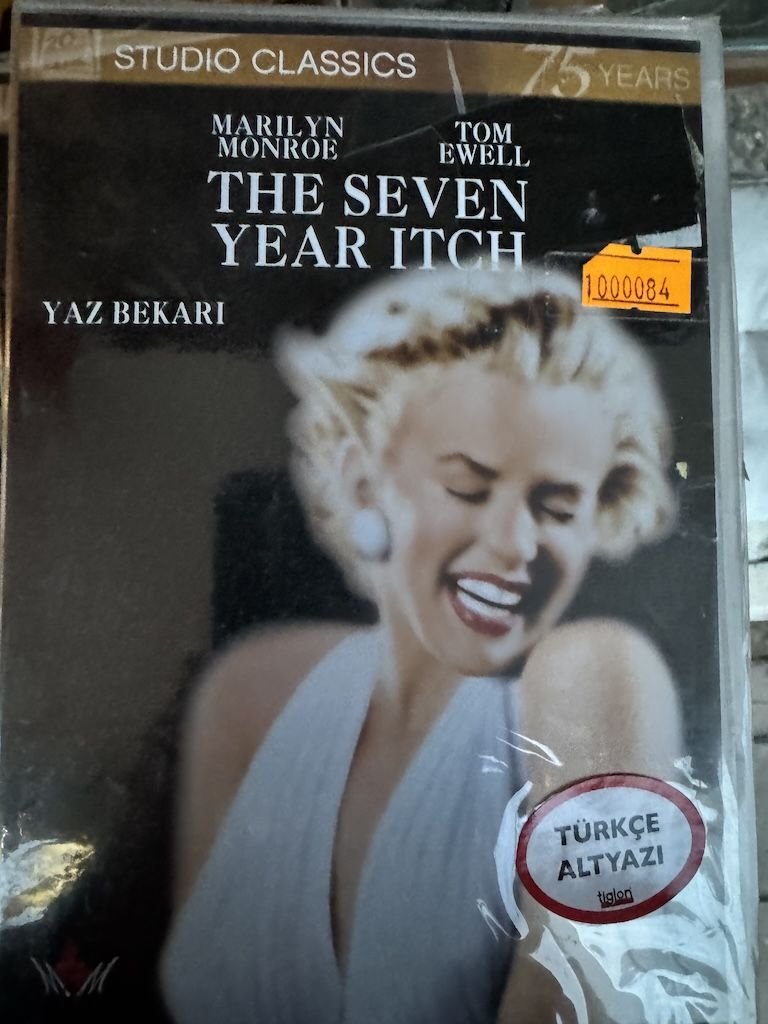 STUDIO CLASSICS
75 YEARS
MARILYN MONROE
TOM EWELL
THE SEVEN
YEAR ITCH
1000084
YAZ BEKARI
TÜRKÇE
ALTYAZI
tiglon
M.M